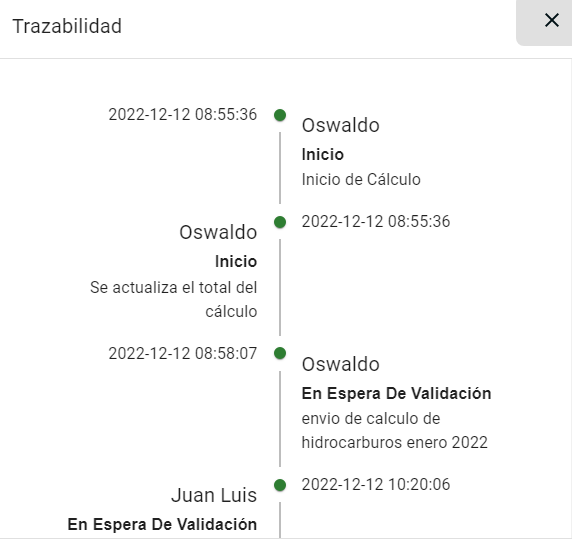 Trazabilidad
2022-12-12 08:55:36
Oswaldo
Inicio
Inicio de Cálculo
2022-12-12 08:55:36
Oswaldo
Inicio
Se actualiza el total del
cálculo
2022-12-12 08:58:07
Oswaldo
En Espera De Validación
envio de calculo de
hidrocarburos enero 2022
2022-12-12 10:20:06
Juan Luis
En Espera De Validación